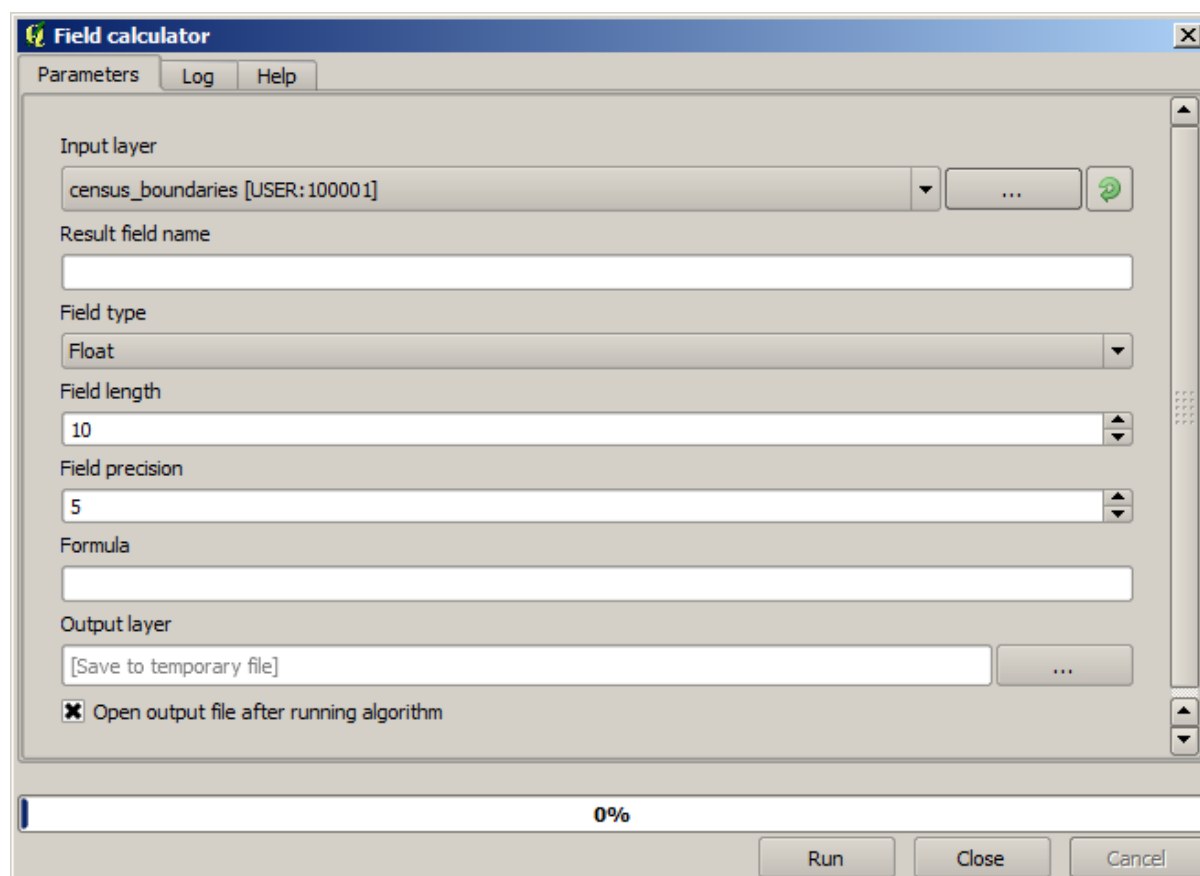 Field calculator
Parameters Log Help
Input layer
census_boundaries [USER:100001] ...
Result field name
Field type
Float
Field length
10
Field precision
5
Formula
Output layer
[Save to temporary file] ...
Open output file after running algorithm
0%
Run Close Cancel